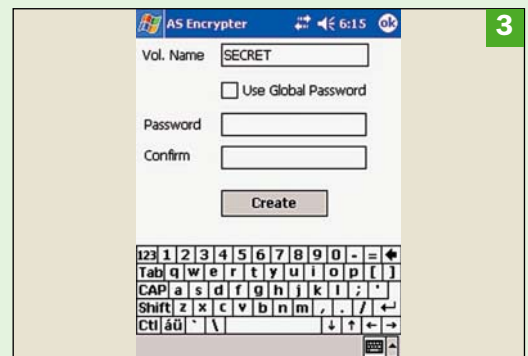 AS Encrypter 6:15 ok
3
Vol. Name SECRET
Use Global Password
Password
Confirm
Create
123 1 2 3 4 5 6 7 8 9 0 - =
Tab q w e r t y u i o p [ ]
CAP a s d f g h j k l ; '
Shift z x c v b n m , . /
Ctl áü ` \